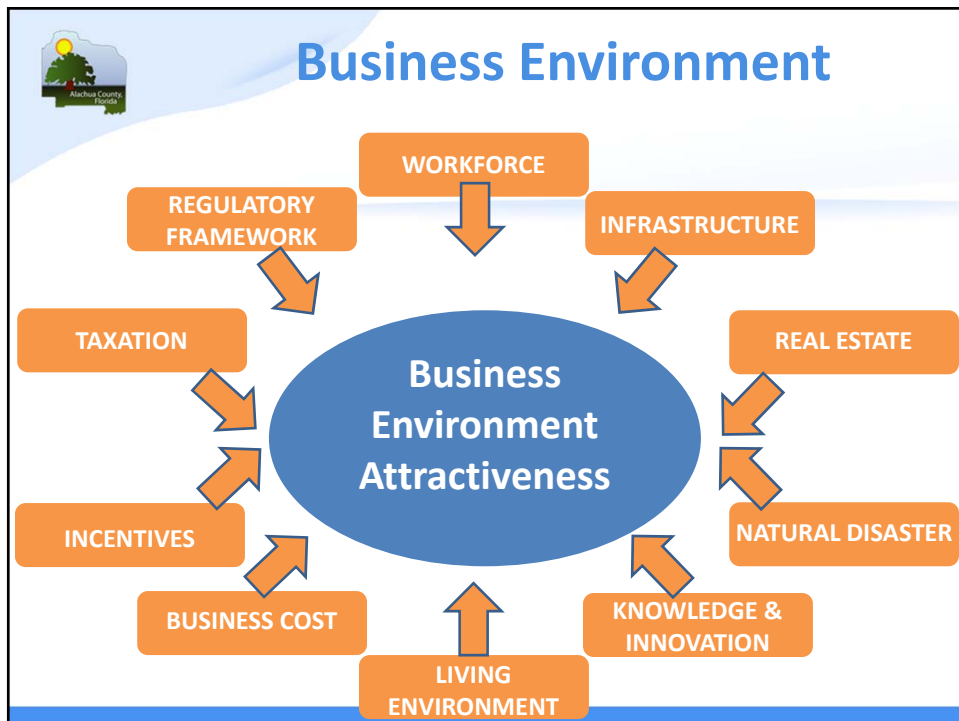 Business Environment
Alachua County,
Florida
WORKFORCE
REGULATORY
FRAMEWORK
INFRASTRUCTURE
TAXATION
REAL ESTATE
Business
Environment
Attractiveness
INCENTIVES
NATURAL DISASTER
BUSINESS COST
KNOWLEDGE &
INNOVATION
LIVING
ENVIRONMENT